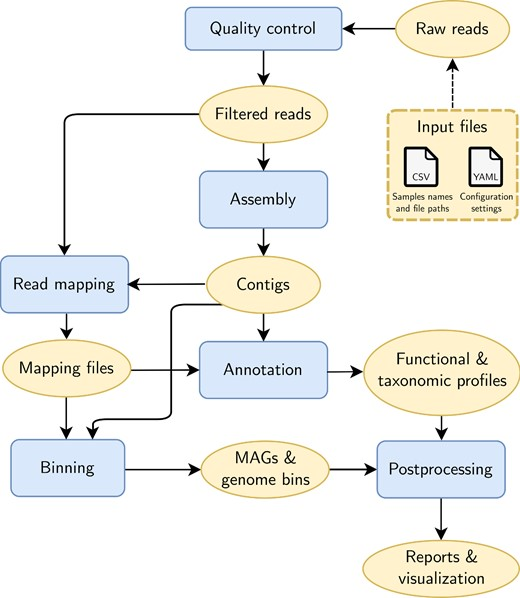 Quality control
Raw reads
Filtered reads
Input files
CSV
YAML
Samples names
and file paths
Configuration
settings
Assembly
Read mapping
Contigs
Mapping files
Annotation
Functional &
taxonomic profiles
Binning
MAGs &
genome bins
Postprocessing
Reports &
visualization